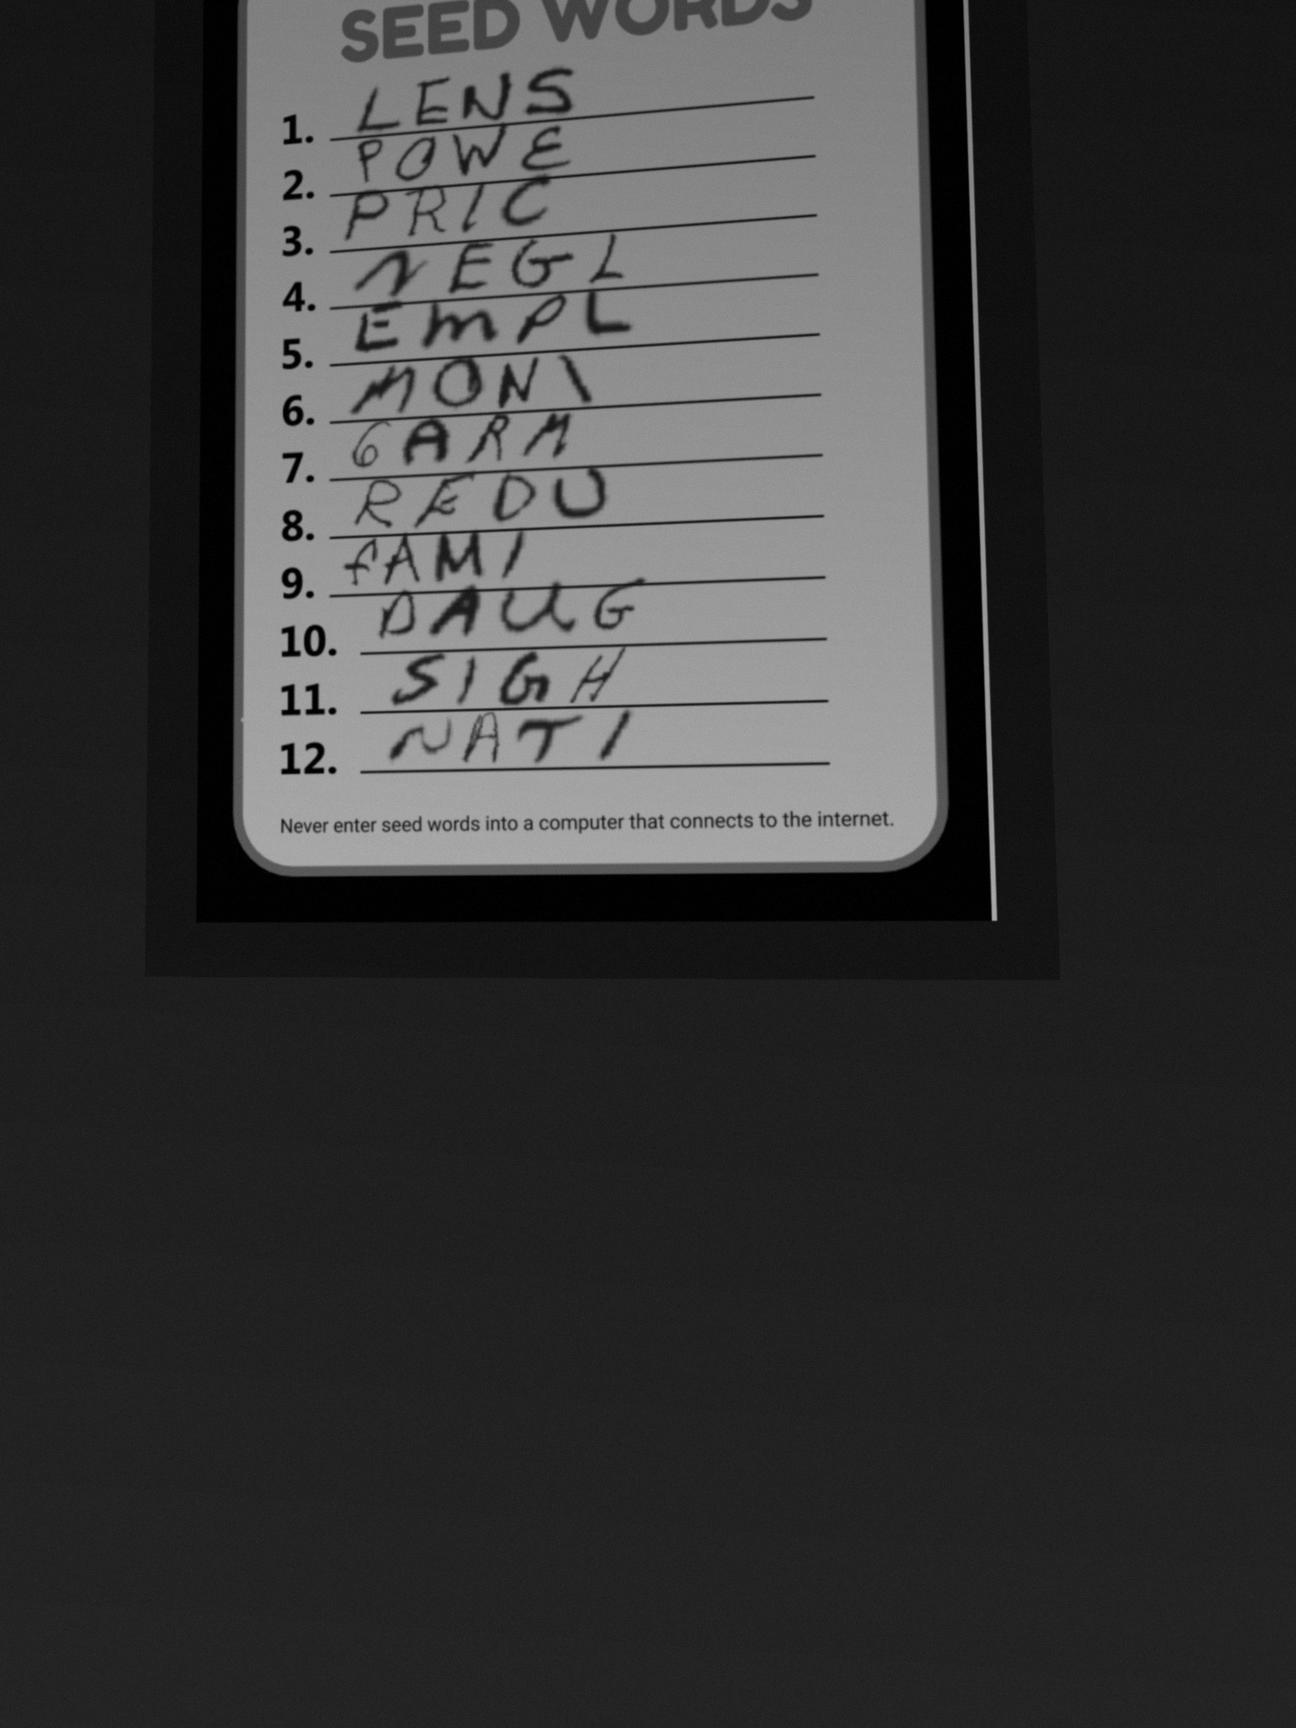 SEED WORDS
1. LENS
2. POWE
3. PRIC
4. NEGL
5. EMPL
6. MONI
7. GARM
8. REDU
9. FAMI
10. DAUG
11. SIGH
12. NATI
Never enter seed words into a computer that connects to the internet.